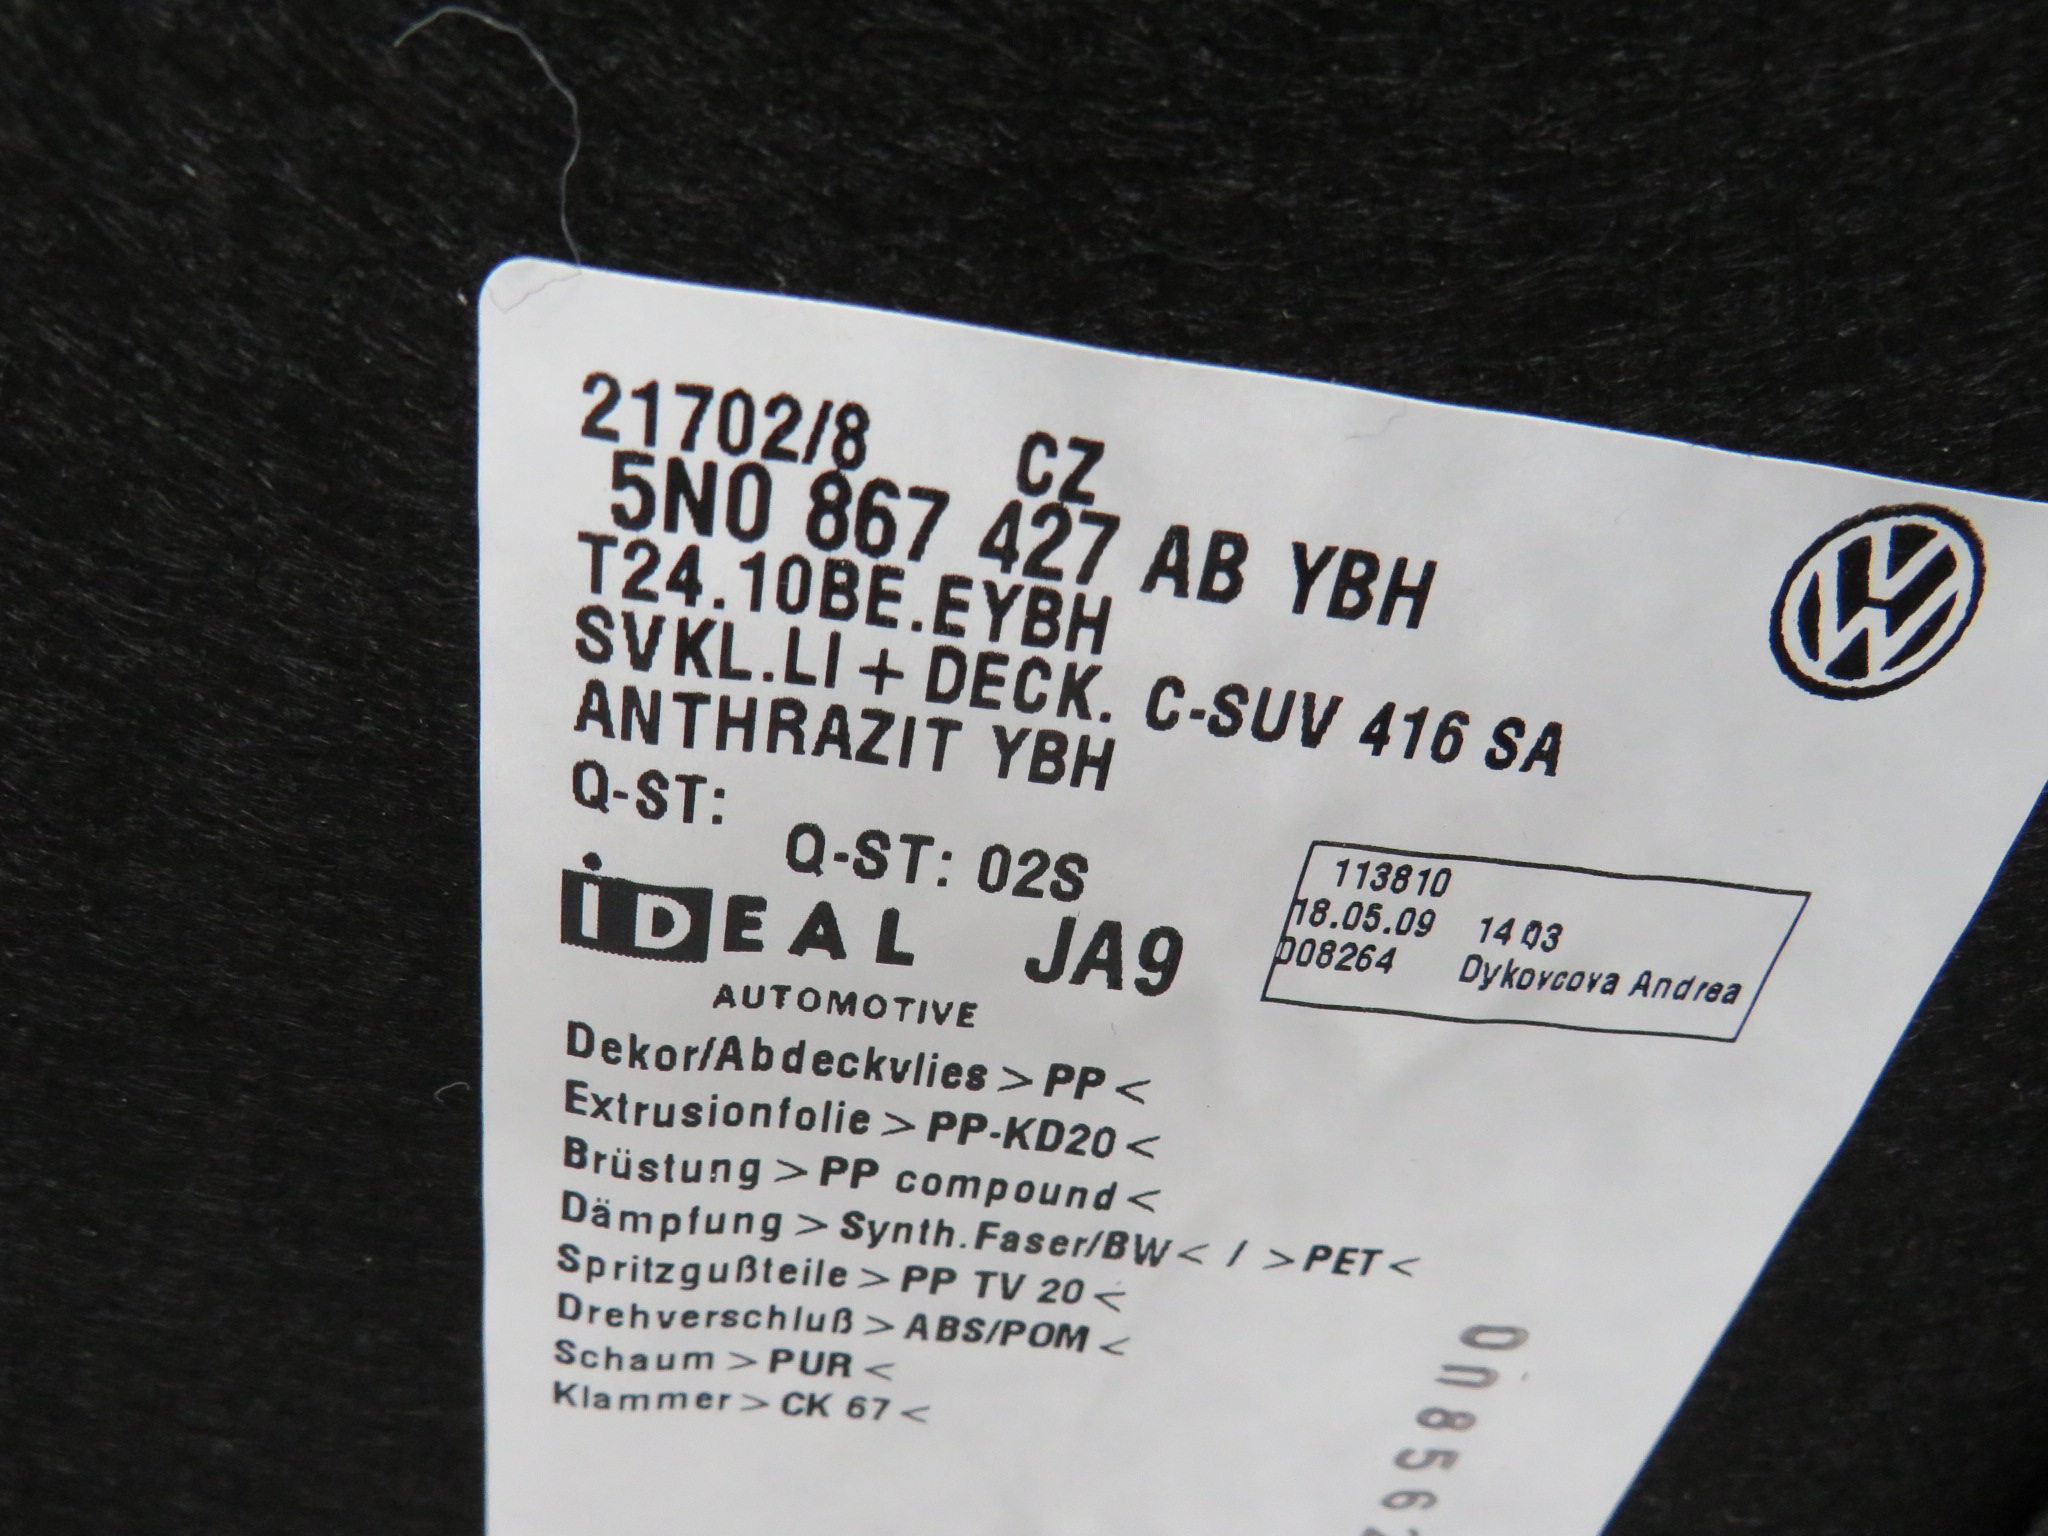 21702/8 CZ
5N0 867 427 AB YBH
T24.10BE.EYBH
SVKL.LI + DECK. C-SUV 416 SA
ANTHRAZIT YBH
Q-ST:
Q-ST: 02S
iDEAL JA9
AUTOMOTIVE
113810
18.05.09 14 03
008264 Dykovcova Andrea
Dekor/Abdeckvlies > PP <
Extrusionfolie > PP-KD20 <
Brüstung > PP compound <
Dämpfung > Synth.Faser/BW < / > PET <
Spritzgußteile > PP TV 20 <
Drehverschluß > ABS/POM <
Schaum > PUR <
Klammer > CK 67 <